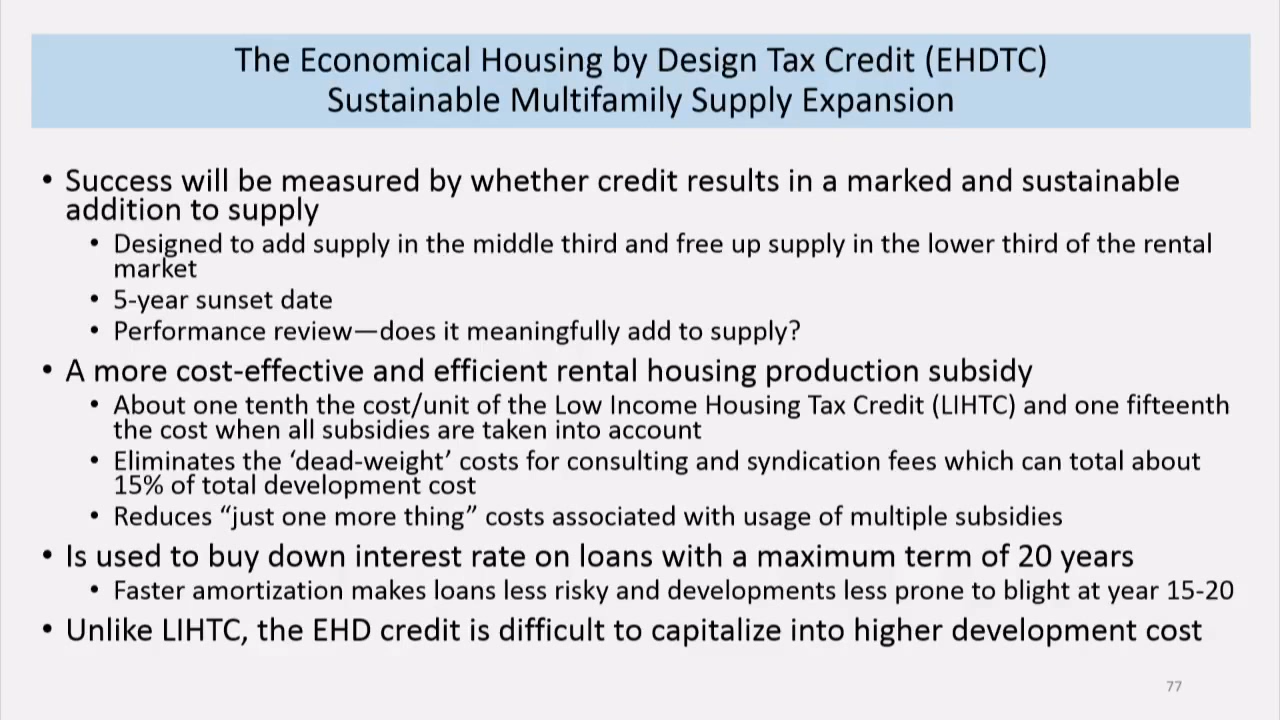 The Economical Housing by Design Tax Credit (EHDTC)
Sustainable Multifamily Supply Expansion
• Success will be measured by whether credit results in a marked and sustainable
addition to supply
• Designed to add supply in the middle third and free up supply in the lower third of the rental
market
• 5-year sunset date
• Performance review—does it meaningfully add to supply?
• A more cost-effective and efficient rental housing production subsidy
• About one tenth the cost/unit of the Low Income Housing Tax Credit (LIHTC) and one fifteenth
the cost when all subsidies are taken into account
• Eliminates the ‘dead-weight’ costs for consulting and syndication fees which can total about
15% of total development cost
• Reduces “just one more thing” costs associated with usage of multiple subsidies
• Is used to buy down interest rate on loans with a maximum term of 20 years
• Faster amortization makes loans less risky and developments less prone to blight at year 15-20
• Unlike LIHTC, the EHD credit is difficult to capitalize into higher development cost
77